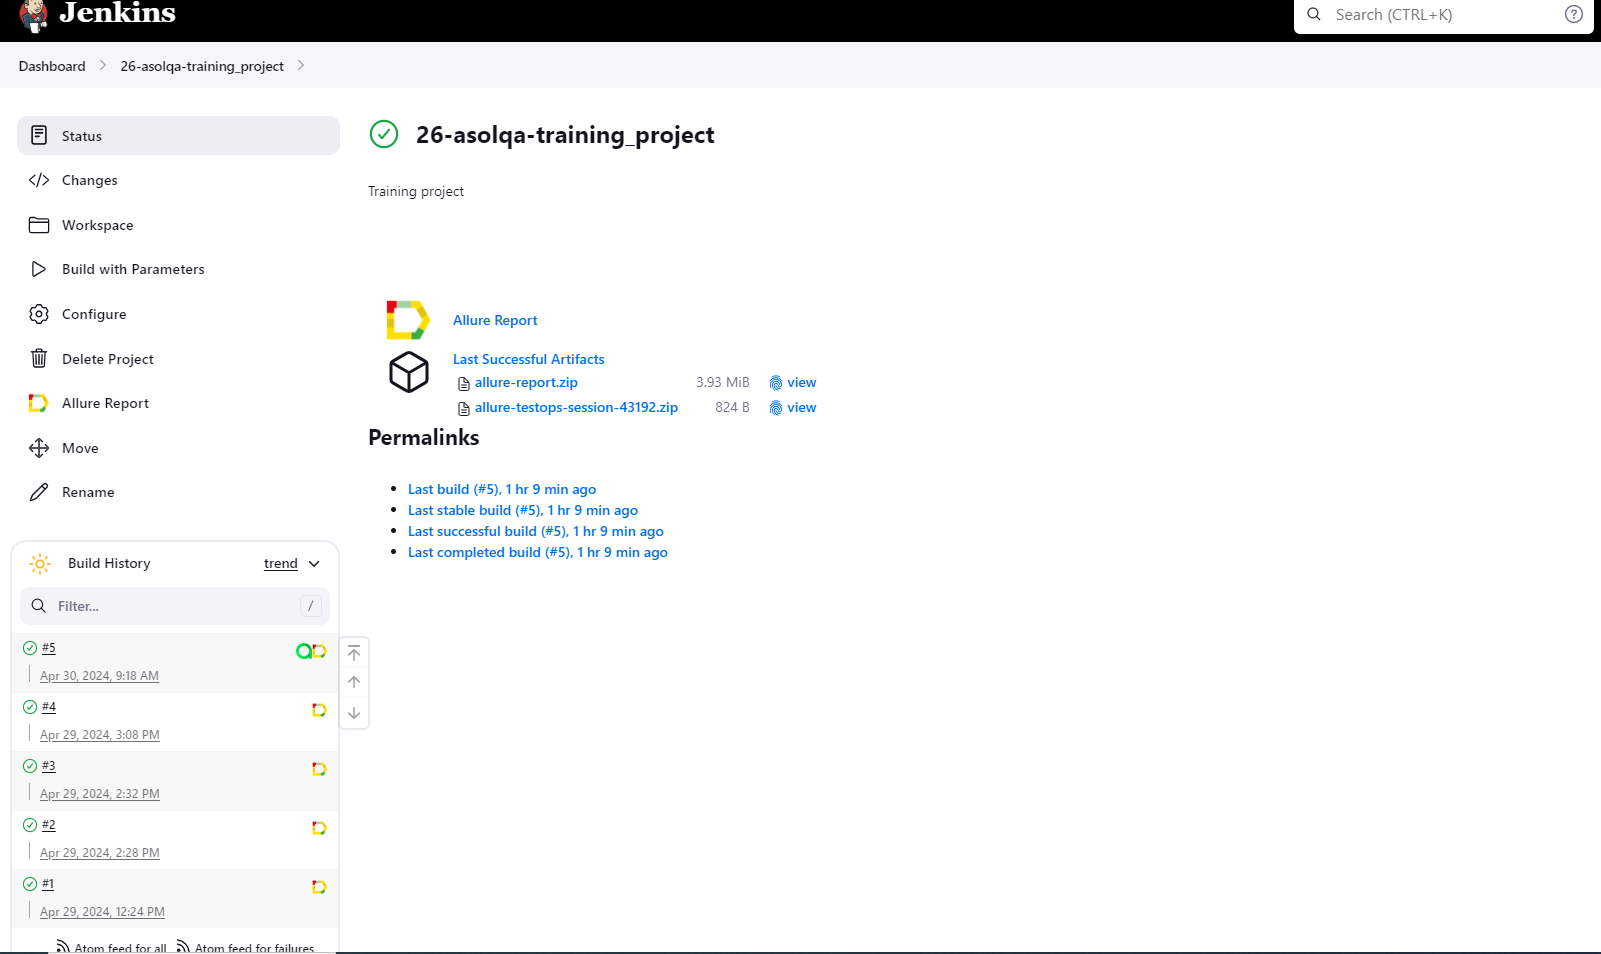 Jenkins
Search (CTRL+K)
Dashboard
26-asolqa-training_project
Status
Changes
Workspace
Build with Parameters
Configure
Delete Project
Allure Report
Move
Rename
Build History
trend
Filter...
/
#5
Apr 30, 2024, 9:18 AM
#4
Apr 29, 2024, 3:08 PM
#3
Apr 29, 2024, 2:32 PM
#2
Apr 29, 2024, 2:28 PM
#1
Apr 29, 2024, 12:24 PM
Atom feed for all Atom feed for failures
26-asolqa-training_project
Training project
Allure Report
Last Successful Artifacts
allure-report.zip 3.93 MiB view
allure-testops-session-43192.zip 824 B view
Permalinks
Last build (#5), 1 hr 9 min ago
Last stable build (#5), 1 hr 9 min ago
Last successful build (#5), 1 hr 9 min ago
Last completed build (#5), 1 hr 9 min ago